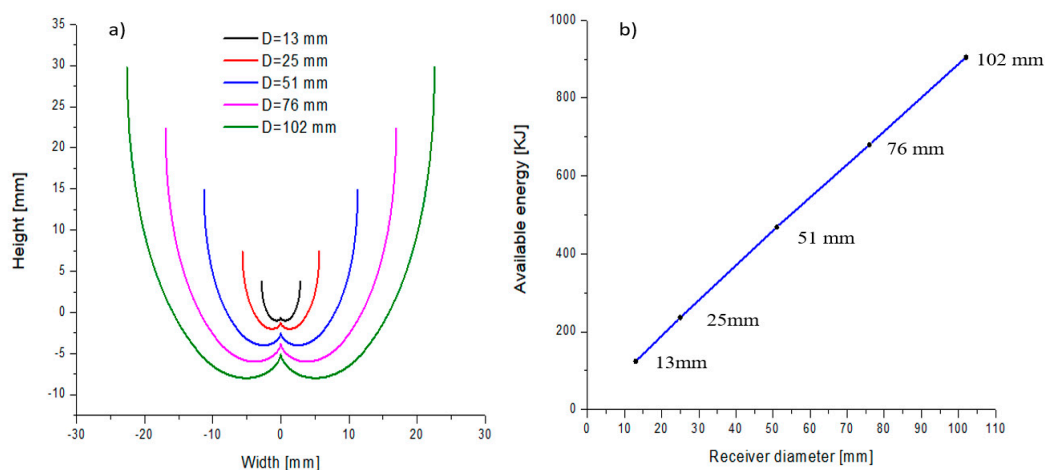 a)
D=13 mm
D=25 mm
D=51 mm
D=76 mm
D=102 mm
35
30
25
20
15
10
5
0
-5
-10
Height [mm]
-30
-20
-10
0
10
20
30
Width [mm]
b)
1000
800
600
400
200
0
Available energy [KJ]
102 mm
76 mm
51 mm
25mm
13mm
0
10
20
30
40
50
60
70
80
90
100
110
Receiver diameter [mm]